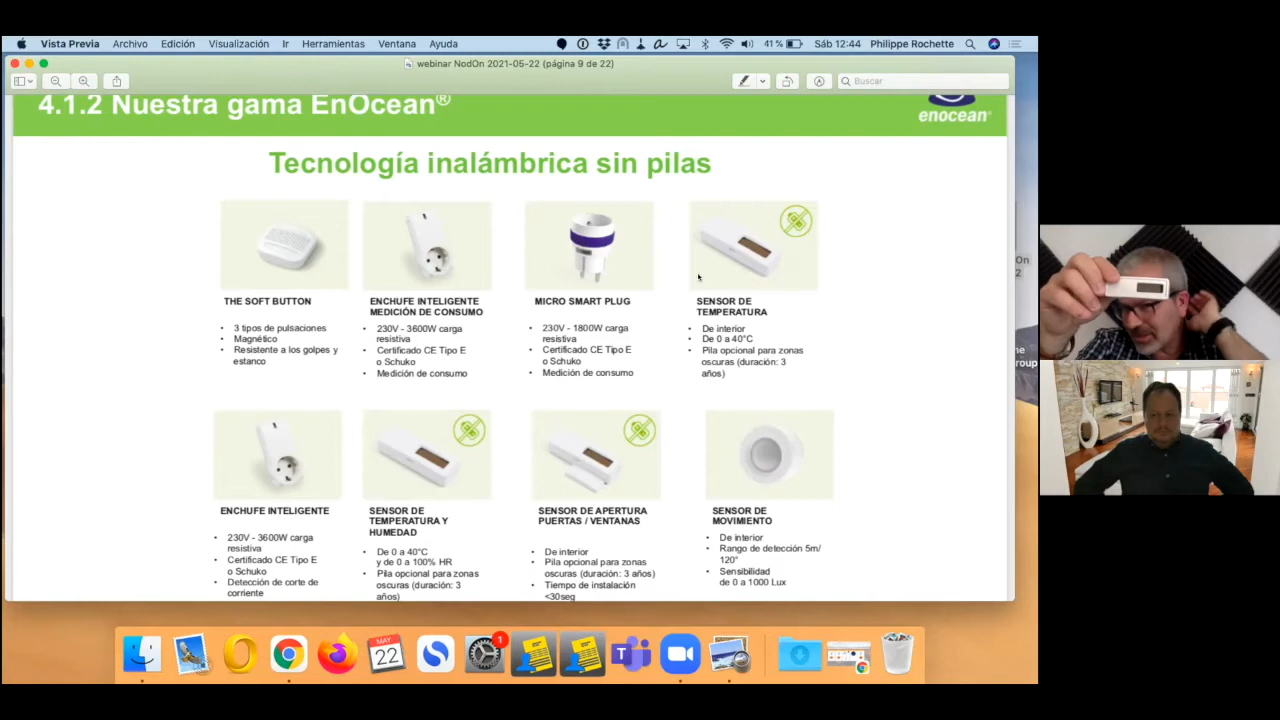 Vista Previa Archivo Edición Visualización Ir Herramientas Ventana Ayuda 41 % Sáb 12:44 Philippe Rochette
webinar NodOn 2021-05-22 (página 9 de 22)
Buscar
4.1.2 Nuestra gama EnOcean®
enocean®
Tecnología inalámbrica sin pilas
THE SOFT BUTTON
• 3 tipos de pulsaciones
• Magnético
• Resistente a los golpes y
estanco
ENCHUFE INTELIGENTE
MEDICIÓN DE CONSUMO
• 230V - 3600W carga
resistiva
• Certificado CE Tipo E
o Schuko
• Medición de consumo
MICRO SMART PLUG
• 230V - 1800W carga
resistiva
• Certificado CE Tipo E
o Schuko
• Medición de consumo
SENSOR DE
TEMPERATURA
• De interior
• De 0 a 40°C
• Pila opcional para zonas
oscuras (duración: 3
años)
ENCHUFE INTELIGENTE
• 230V - 3600W carga
resistiva
• Certificado CE Tipo E
o Schuko
• Detección de corte de
corriente
SENSOR DE
TEMPERATURA Y
HUMEDAD
• De 0 a 40°C
y de 0 a 100% HR
• Pila opcional para zonas
oscuras (duración: 3
años)
SENSOR DE APERTURA
PUERTAS / VENTANAS
• De interior
• Pila opcional para zonas
oscuras (duración: 3 años)
• Tiempo de instalación
<30seg
SENSOR DE
MOVIMIENTO
• De interior
• Rango de detección 5m/
120°
• Sensibilidad
de 0 a 1000 Lux
On
2
roup
MAY
22
1